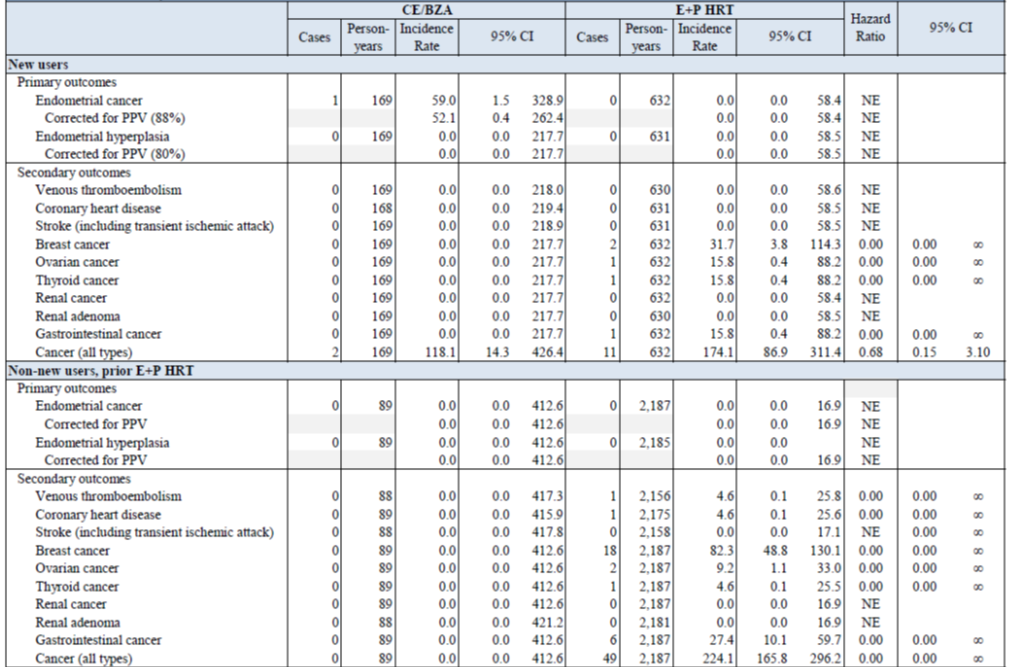 CE/BZA E+P HRT Hazard Ratio 95% CI
Cases Person-years Incidence Rate 95% CI Cases Person-years Incidence Rate 95% CI
New users
Primary outcomes
Endometrial cancer 1 169 59.0 1.5 328.9 0 632 0.0 0.0 58.4 NE
Corrected for PPV (88%) 52.1 0.4 262.4 0.0 0.0 58.4 NE
Endometrial hyperplasia 0 169 0.0 0.0 217.7 0 631 0.0 0.0 58.5 NE
Corrected for PPV (80%) 0.0 0.0 217.7 0.0 0.0 58.5 NE
Secondary outcomes
Venous thromboembolism 0 169 0.0 0.0 218.0 0 630 0.0 0.0 58.6 NE
Coronary heart disease 0 168 0.0 0.0 219.4 0 631 0.0 0.0 58.5 NE
Stroke (including transient ischemic attack) 0 169 0.0 0.0 218.9 0 631 0.0 0.0 58.5 NE
Breast cancer 0 169 0.0 0.0 217.7 2 632 31.7 3.8 114.3 0.00 0.00 ∞
Ovarian cancer 0 169 0.0 0.0 217.7 1 632 15.8 0.4 88.2 0.00 0.00 ∞
Thyroid cancer 0 169 0.0 0.0 217.7 1 632 15.8 0.4 88.2 0.00 0.00 ∞
Renal cancer 0 169 0.0 0.0 217.7 0 632 0.0 0.0 58.4 NE
Renal adenoma 0 169 0.0 0.0 217.7 0 630 0.0 0.0 58.5 NE
Gastrointestinal cancer 0 169 0.0 0.0 217.7 1 632 15.8 0.4 88.2 0.00 0.00 ∞
Cancer (all types) 2 169 118.1 14.3 426.4 11 632 174.1 86.9 311.4 0.68 0.15 3.10
Non-new users, prior E+P HRT
Primary outcomes
Endometrial cancer 0 89 0.0 0.0 412.6 0 2,187 0.0 0.0 16.9 NE
Corrected for PPV 0.0 0.0 412.6 0.0 0.0 16.9 NE
Endometrial hyperplasia 0 89 0.0 0.0 412.6 0 2,185 0.0 0.0 NE
Corrected for PPV 0.0 0.0 412.6 0.0 0.0 16.9 NE
Secondary outcomes
Venous thromboembolism 0 88 0.0 0.0 417.3 1 2,156 4.6 0.1 25.8 0.00 0.00 ∞
Coronary heart disease 0 89 0.0 0.0 415.9 1 2,175 4.6 0.1 25.6 0.00 0.00 ∞
Stroke (including transient ischemic attack) 0 88 0.0 0.0 417.8 0 2,158 0.0 0.0 17.1 NE 0.00 ∞
Breast cancer 0 89 0.0 0.0 412.6 18 2,187 82.3 48.8 130.1 0.00 0.00 ∞
Ovarian cancer 0 89 0.0 0.0 412.6 2 2,187 9.2 1.1 33.0 0.00 0.00 ∞
Thyroid cancer 0 89 0.0 0.0 412.6 1 2,187 4.6 0.1 25.5 0.00 0.00 ∞
Renal cancer 0 89 0.0 0.0 412.6 0 2,187 0.0 0.0 16.9 NE
Renal adenoma 0 88 0.0 0.0 421.2 0 2,181 0.0 0.0 16.9 NE
Gastrointestinal cancer 0 89 0.0 0.0 412.6 6 2,187 27.4 10.1 59.7 0.00 0.00 ∞
Cancer (all types) 0 89 0.0 0.0 412.6 49 2,187 224.1 165.8 296.2 0.00 0.00 ∞